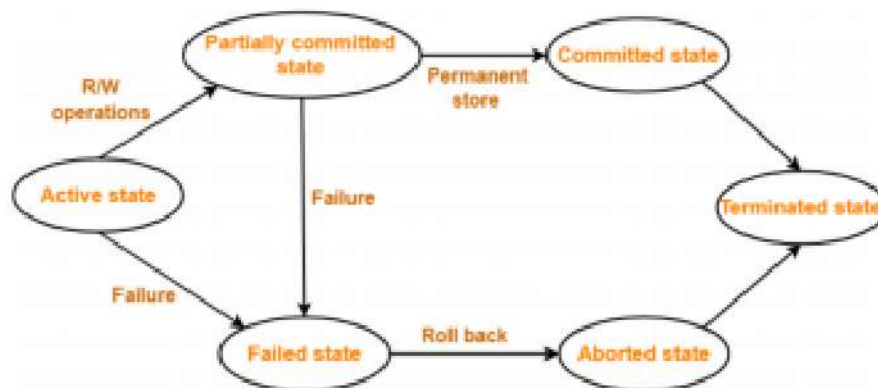 Partially committed
state
Committed state
R/W
operations
Permanent
store
Active state
Failure
Terminated state
Failure
Failed state
Roll back
Aborted state